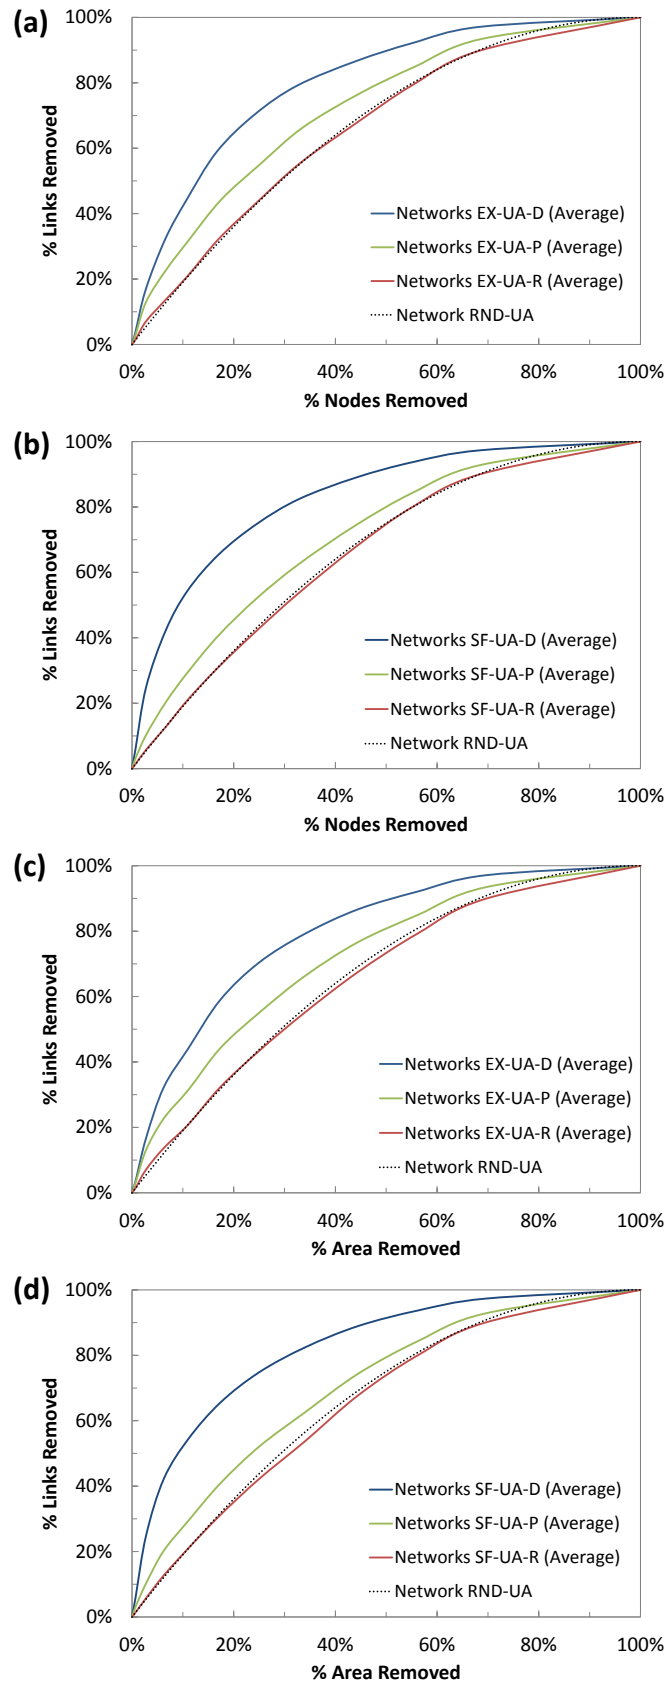 (a)
100%
80%
60%
40%
20%
0%
% Links Removed
Networks EX-UA-D (Average)
Networks EX-UA-P (Average)
Networks EX-UA-R (Average)
Network RND-UA
0% 20% 40% 60% 80% 100%
% Nodes Removed
(b)
100%
80%
60%
40%
20%
0%
% Links Removed
Networks SF-UA-D (Average)
Networks SF-UA-P (Average)
Networks SF-UA-R (Average)
Network RND-UA
0% 20% 40% 60% 80% 100%
% Nodes Removed
(c)
100%
80%
60%
40%
20%
0%
% Links Removed
Networks EX-UA-D (Average)
Networks EX-UA-P (Average)
Networks EX-UA-R (Average)
Network RND-UA
0% 20% 40% 60% 80% 100%
% Area Removed
(d)
100%
80%
60%
40%
20%
0%
% Links Removed
Networks SF-UA-D (Average)
Networks SF-UA-P (Average)
Networks SF-UA-R (Average)
Network RND-UA
0% 20% 40% 60% 80% 100%
% Area Removed